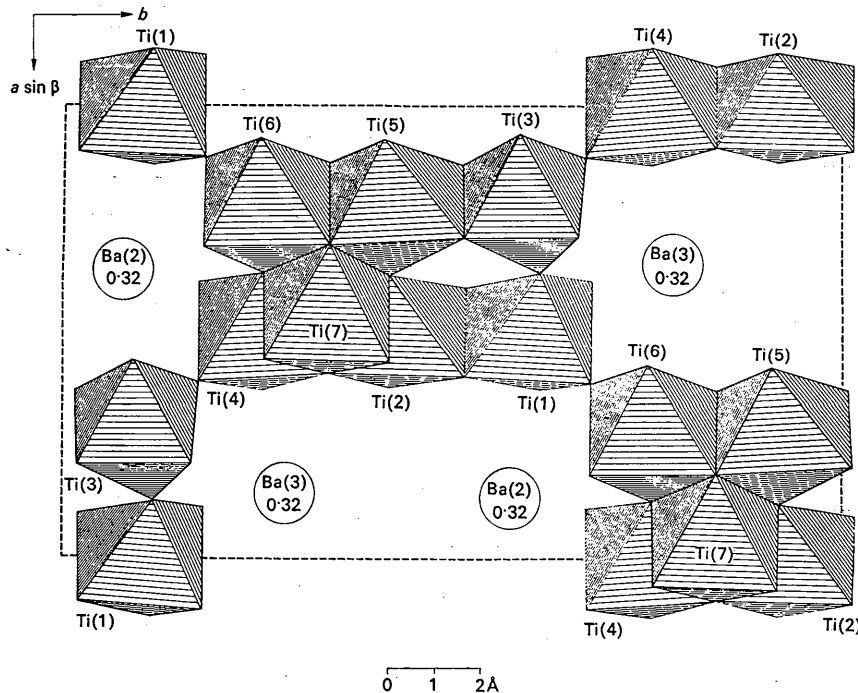 b
a sin β
Ti(1)
Ti(4)
Ti(2)
Ti(6)
Ti(5)
Ti(3)
Ba(2)
0·32
Ba(3)
0·32
Ti(7)
Ti(4)
Ti(2)
Ti(1)
Ti(6)
Ti(5)
Ti(3)
Ba(3)
0·32
Ba(2)
0·32
Ti(7)
Ti(1)
Ti(4)
Ti(2)
0 1 2Å